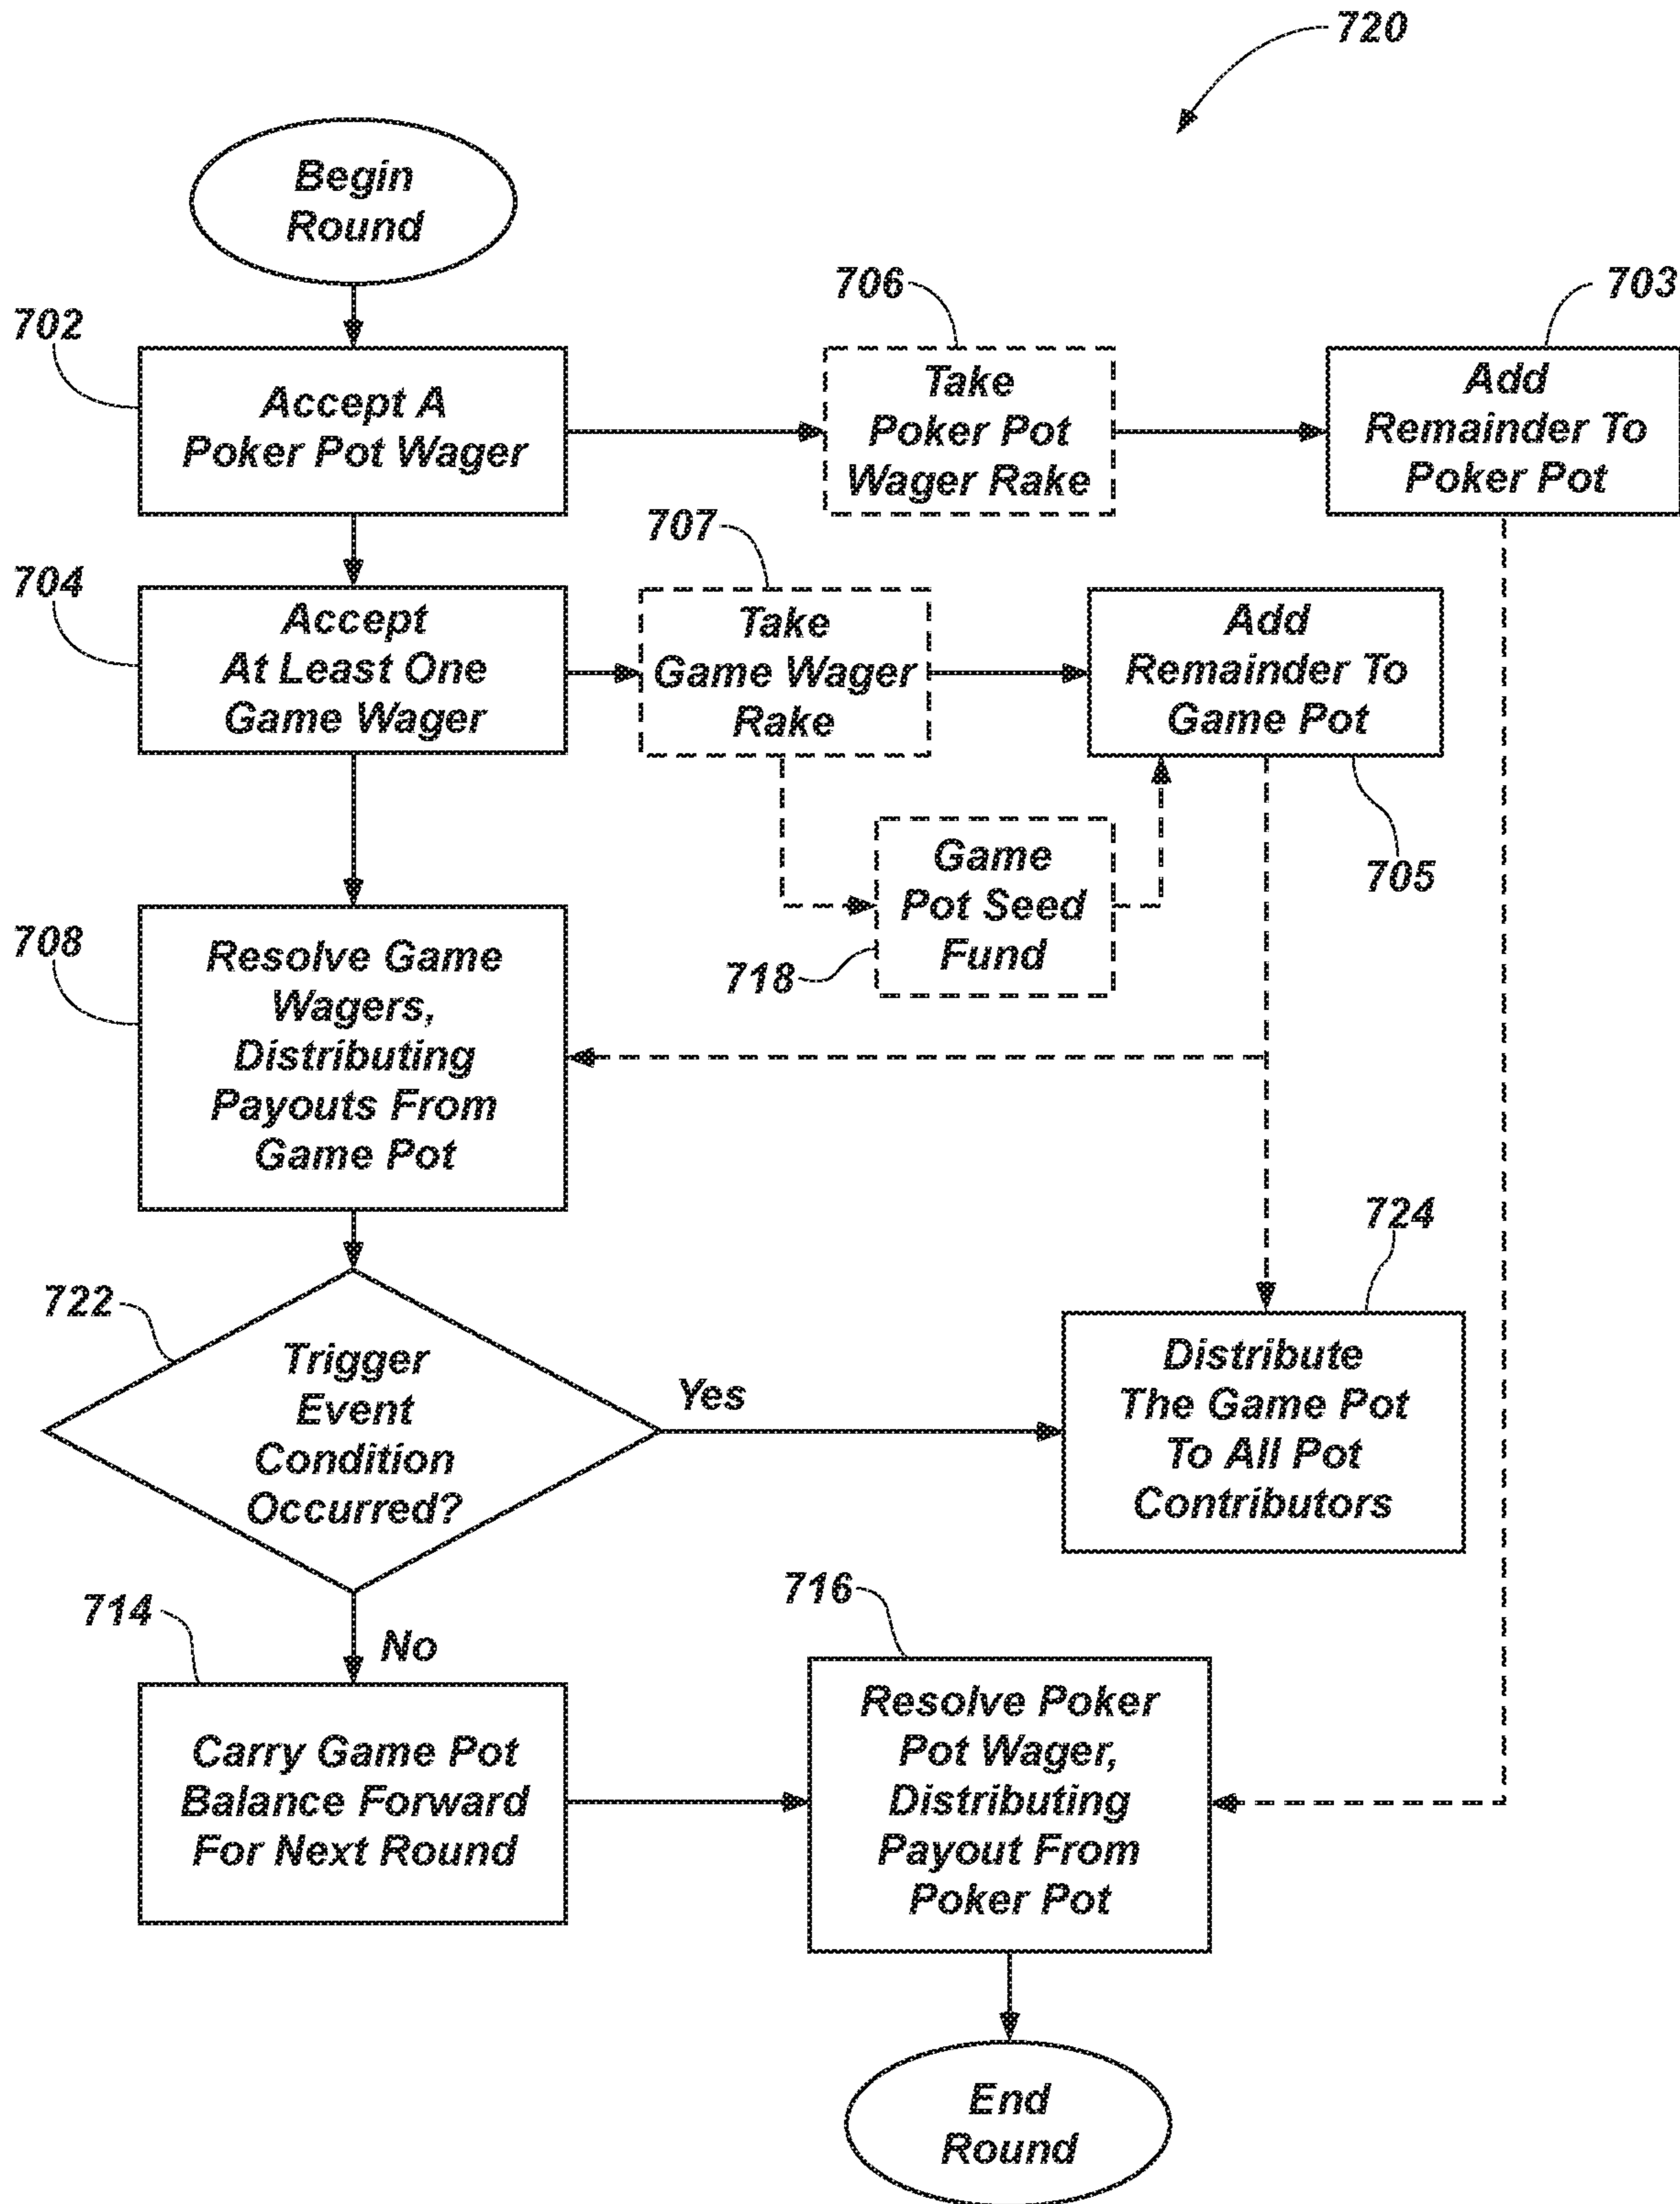 720
Begin
Round
706
703
702
Accept A
Poker Pot Wager
Take
Poker Pot
Wager Rake
Add
Remainder To
Poker Pot
707
704
Accept
At Least One
Game Wager
Take
Game Wager
Rake
Add
Remainder To
Game Pot
705
Game
Pot Seed
Fund
718
708
Resolve Game
Wagers,
Distributing
Payouts From
Game Pot
724
722
Trigger
Event
Condition
Occurred?
Yes
Distribute
The Game Pot
To All Pot
Contributors
714
No
716
Carry Game Pot
Balance Forward
For Next Round
Resolve Poker
Pot Wager,
Distributing
Payout From
Poker Pot
End
Round